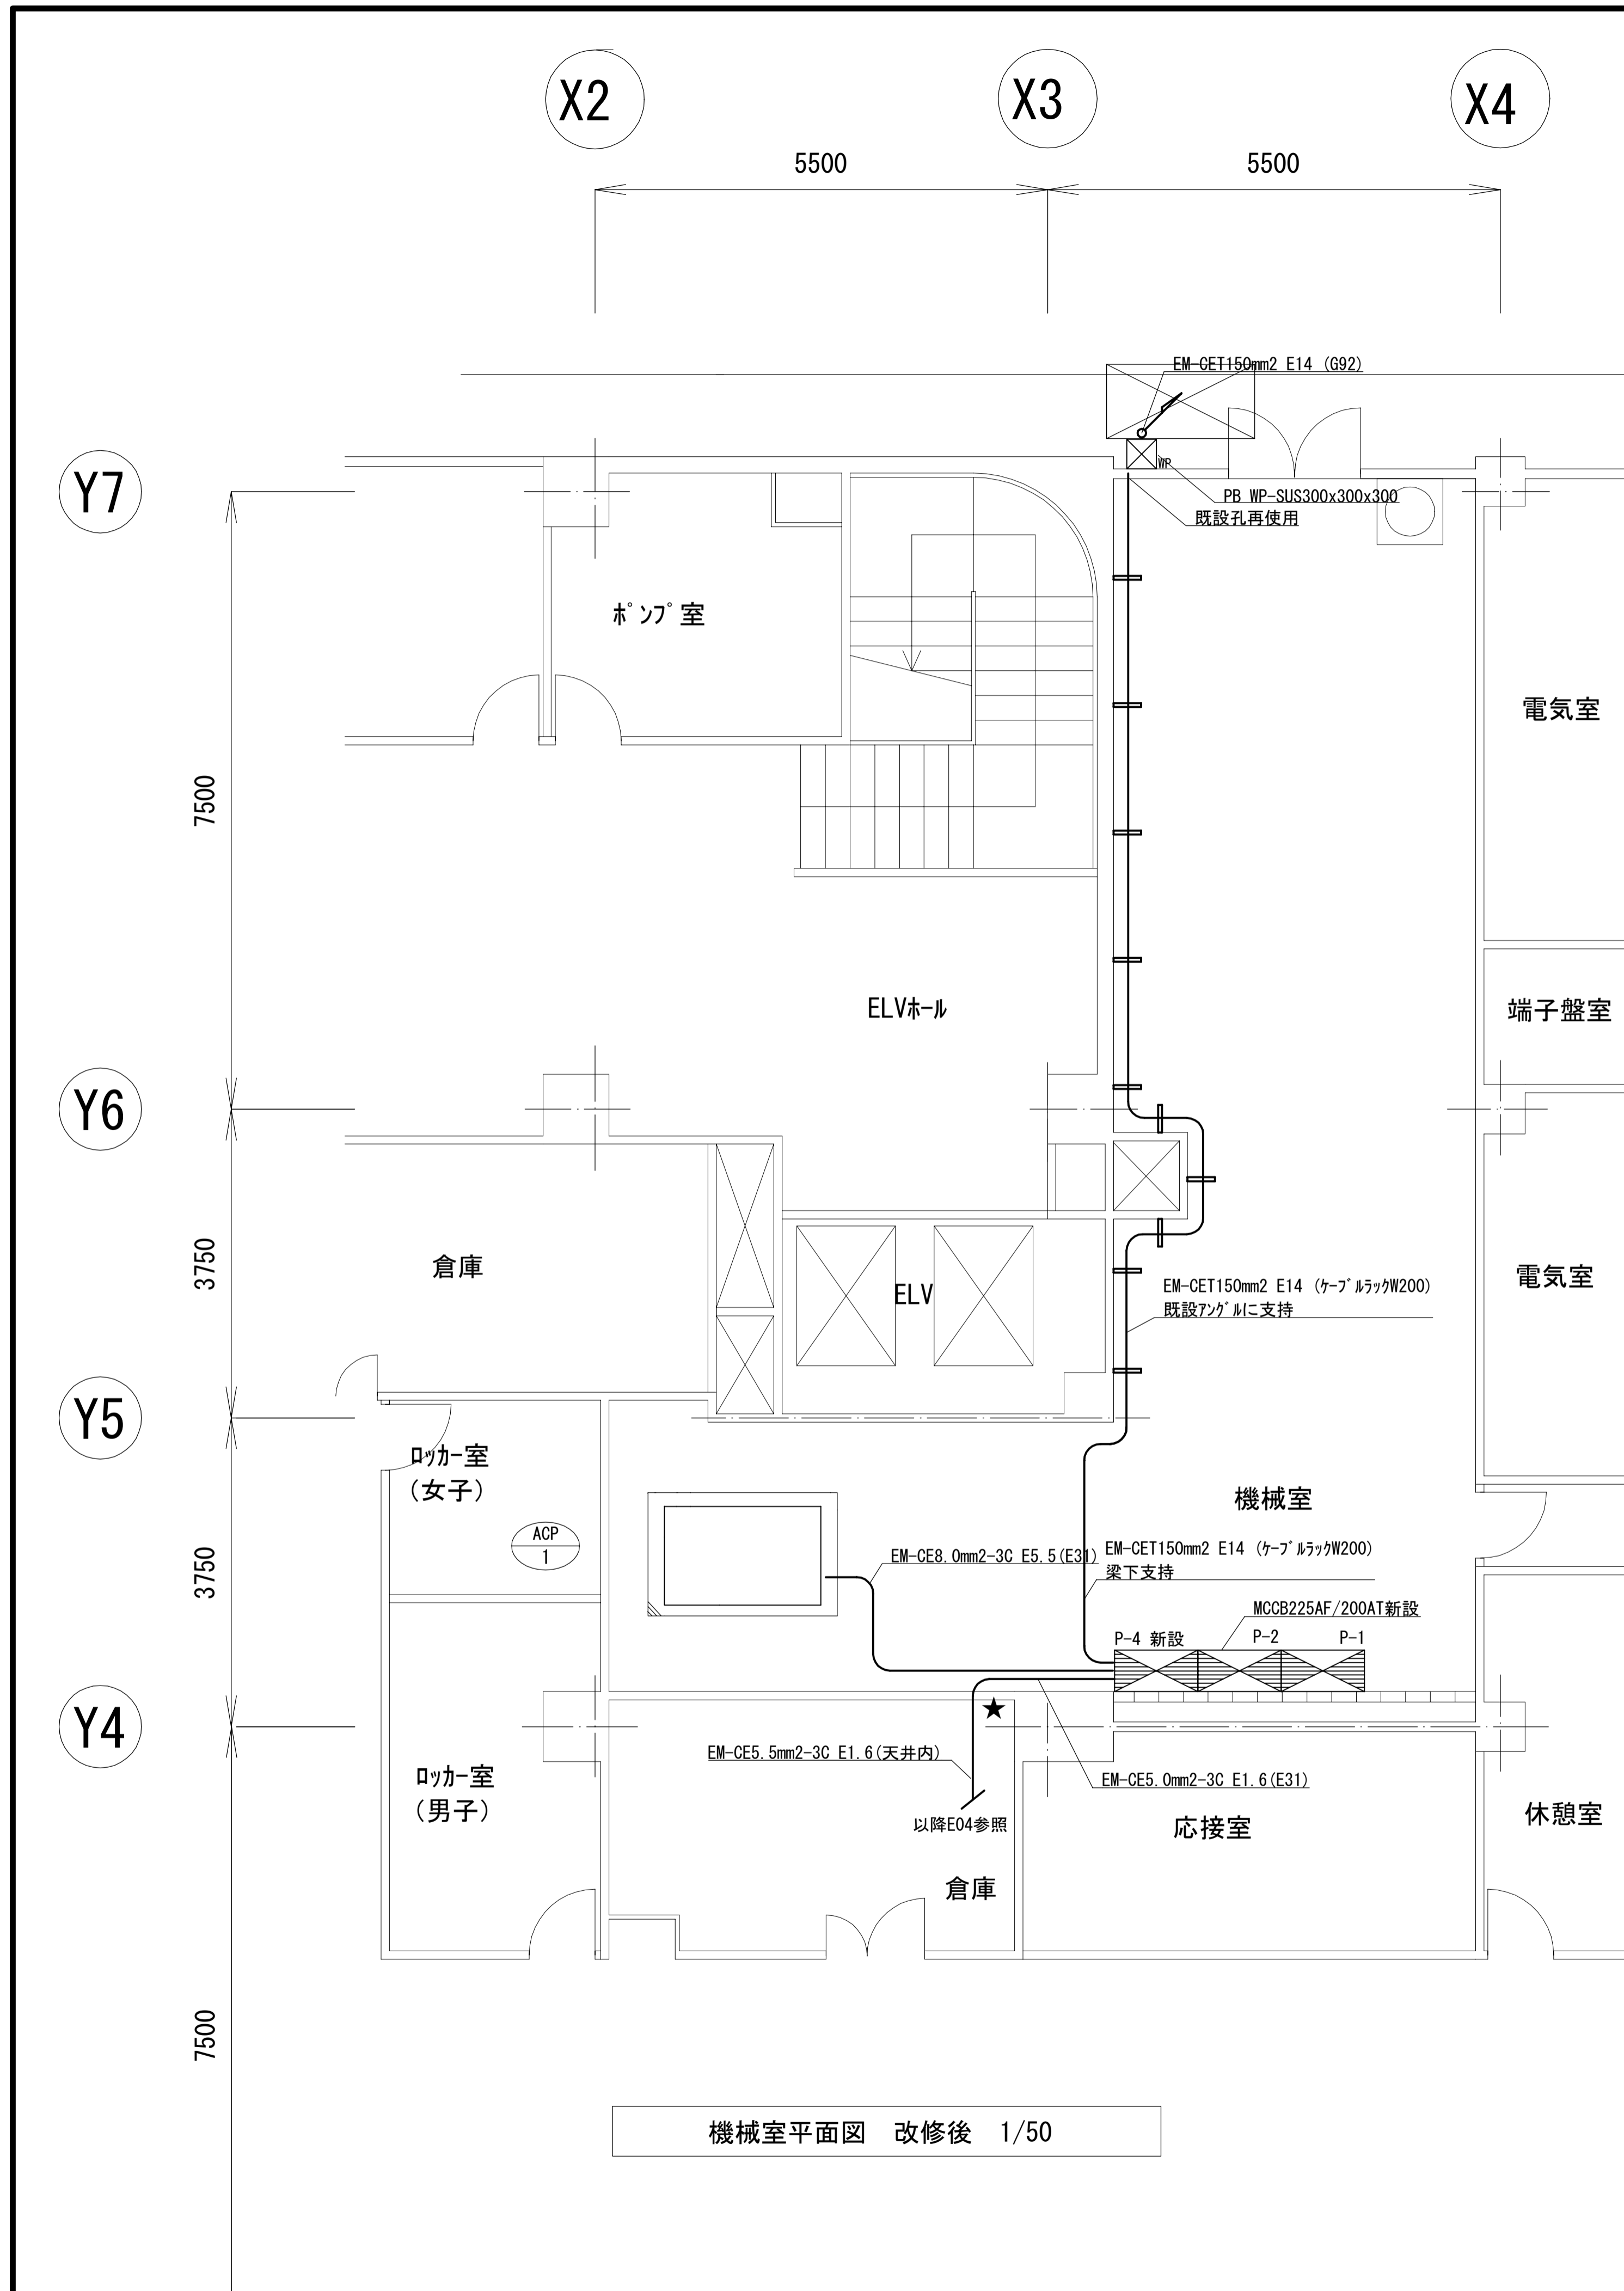 X2
X3
X4
5500
5500
EM-CET150mm2 E14 (G92)
Y7
WP
PB WP-SUS300x300x300
既設孔再使用
ﾎﾟﾝﾌﾟ室
電気室
7500
ELVﾎｰﾙ
端子盤室
Y6
3750
倉庫
ELV
電気室
EM-CET150mm2 E14 (ｹｰﾌﾞﾙﾗｯｸW200)
既設ｱﾝｸﾞﾙに支持
Y5
ﾛｯｶｰ室
(女子)
機械室
ACP
1
3750
EM-CE8.0mm2-3C E5.5(E31)
EM-CET150mm2 E14 (ｹｰﾌﾞﾙﾗｯｸW200)
梁下支持
MCCB225AF/200AT新設
P-4 新設
P-2
P-1
Y4
★
EM-CE5.5mm2-3C E1.6(天井内)
EM-CE5.0mm2-3C E1.6(E31)
ﾛｯｶｰ室
(男子)
以降E04参照
応接室
休憩室
倉庫
7500
機械室平面図　改修後　1/50